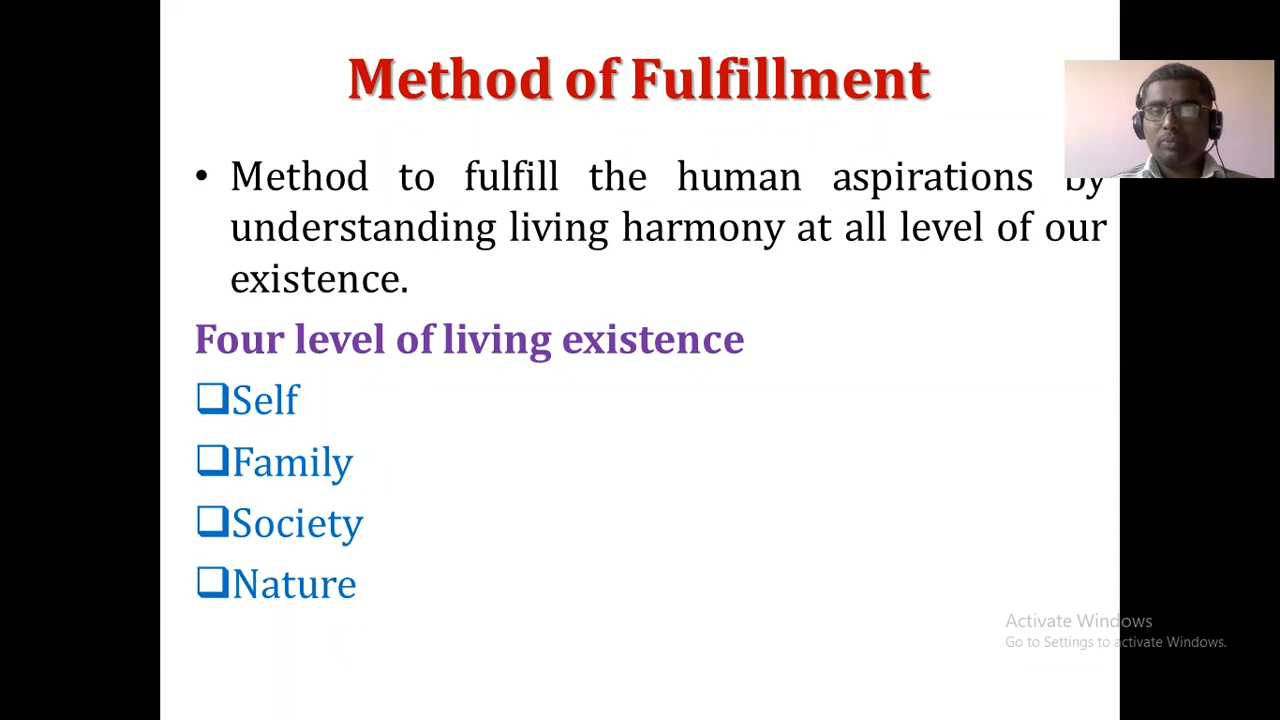 Method of Fulfillment
• Method to fulfill the human aspirations by
understanding living harmony at all level of our
existence.
Four level of living existence
❑Self
❑Family
❑Society
❑Nature
Activate Windows
Go to Settings to activate Windows.